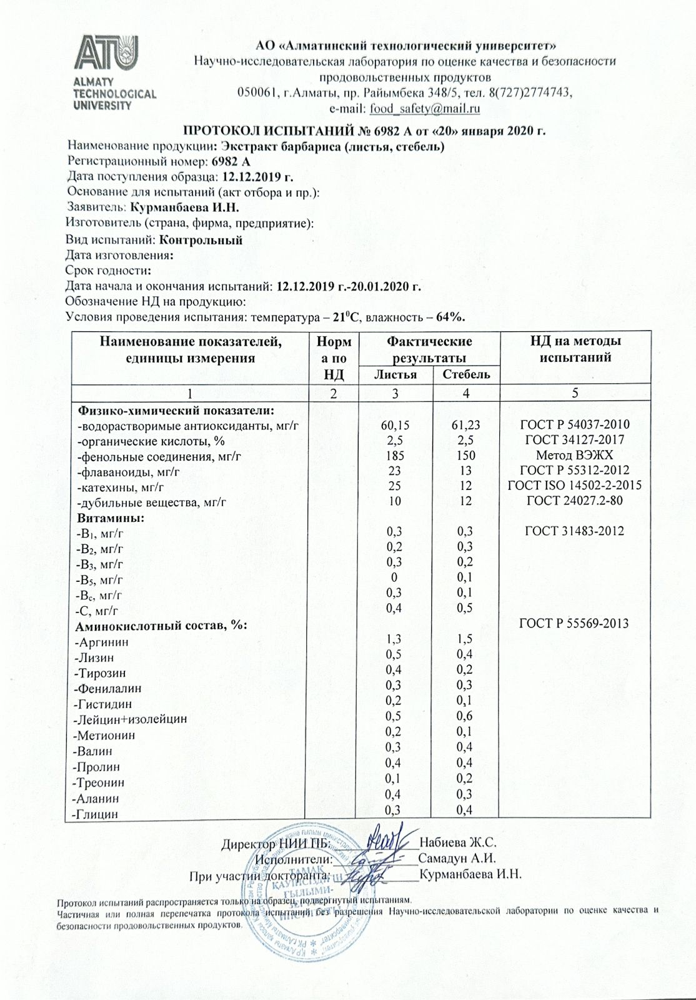 ATU
ALMATY
TECHNOLOGICAL
UNIVERSITY
АО «Алматинский технологический университет»
Научно-исследовательская лаборатория по оценке качества и безопасности
продовольственных продуктов
050061, г.Алматы, пр. Райымбека 348/5, тел. 8(727)2774743,
e-mail: food_safety@mail.ru
ПРОТОКОЛ ИСПЫТАНИЙ № 6982 А от «20» января 2020 г.
Наименование продукции: Экстракт барбариса (листья, стебель)
Регистрационный номер: 6982 А
Дата поступления образца: 12.12.2019 г.
Основание для испытаний (акт отбора и пр.):
Заявитель: Курманбаева И.Н.
Изготовитель (страна, фирма, предприятие):
Вид испытаний: Контрольный
Дата изготовления:
Срок годности:
Дата начала и окончания испытаний: 12.12.2019 г.-20.01.2020 г.
Обозначение НД на продукцию:
Условия проведения испытания: температура – 21⁰С, влажность – 64%.
Наименование показателей, Норм Фактические НД на методы
единицы измерения а по результаты испытаний
НД Листья Стебель
1 2 3 4 5
Физико-химический показатели:
-водорастворимые антиоксиданты, мг/г 60,15 61,23 ГОСТ Р 54037-2010
-органические кислоты, % 2,5 2,5 ГОСТ 34127-2017
-фенольные соединения, мг/г 185 150 Метод ВЭЖХ
-флаваноиды, мг/г 23 13 ГОСТ Р 55312-2012
-катехины, мг/г 25 12 ГОСТ ISO 14502-2-2015
-дубильные вещества, мг/г 10 12 ГОСТ 24027.2-80
Витамины:
-В₁, мг/г 0,3 0,3 ГОСТ 31483-2012
-В₂, мг/г 0,2 0,3
-В₃, мг/г 0,3 0,2
-В₅, мг/г 0 0,1
-Вс, мг/г 0,3 0,1
-С, мг/г 0,4 0,5
Аминокислотный состав, %: ГОСТ Р 55569-2013
-Аргинин 1,3 1,5
-Лизин 0,5 0,4
-Тирозин 0,4 0,2
-Фенилалин 0,3 0,3
-Гистидин 0,2 0,1
-Лейцин+изолейцин 0,5 0,6
-Метионин 0,2 0,1
-Валин 0,3 0,4
-Пролин 0,4 0,4
-Треонин 0,1 0,2
-Аланин 0,4 0,3
-Глицин 0,3 0,4
Директор НИИ ПБ: Набиева Ж.С.
Исполнители: Самадун А.И.
При участии докторанта: Курманбаева И.Н.
ТАМАҚ
ҚАУІПСІЗДІГІ
ҒЫЛЫМИ-
ЗЕРТТЕУ
ИНСТИТУТЫ
Протокол испытаний распространяется только на образец, подвергнутый испытаниям.
Частичная или полная перепечатка протокола испытаний без разрешения Научно-исследовательской лаборатории по оценке качества и
безопасности продовольственных продуктов.